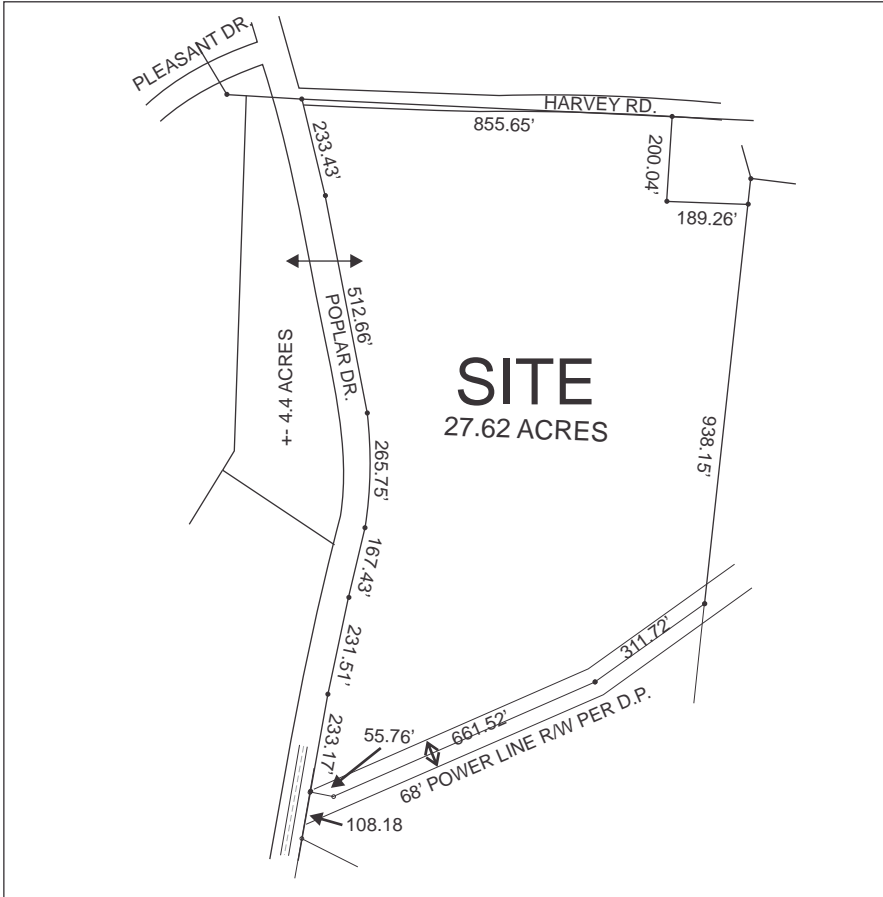 PLEASANT DR.
HARVEY RD.
855.65'
233.43'
200.04'
189.26'
512.66'
POPLAR DR.
+- 4.4 ACRES
SITE
27.62 ACRES
938.15'
265.75'
167.43'
231.51'
311.72'
233.17'
55.76'
661.52'
68' POWER LINE R/W PER D.P.
108.18